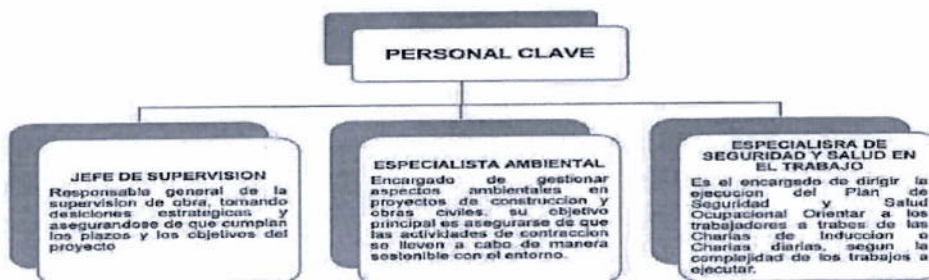 PERSONAL CLAVE
JEFE DE SUPERVISION
Responsable general de la
supervision de obra, tomando
desiciones estrategicas y
asegurandose de que cumplan
los plazos y los objetivos del
proyecto
ESPECIALISTA AMBIENTAL
Encargado de gestionar
aspectos ambientales en
proyectos de construccion y
obras civiles, su objetivo
principal es asegurarse de que
las actividades de contraccion
se lleven a cabo de manera
sostenible con el entorno.
ESPECIALISRA DE
SEGURIDAD Y SALUD EN
EL TRABAJO
Es el encargado de dirigir la
ejecucion del Plan de
Seguridad y Salud
Ocupacional Orientar a los
trabajadores a trabes de las
Charlas de Induccion o
Charlas diarias, segun la
complejidad de los trabajos a
ejecutar.